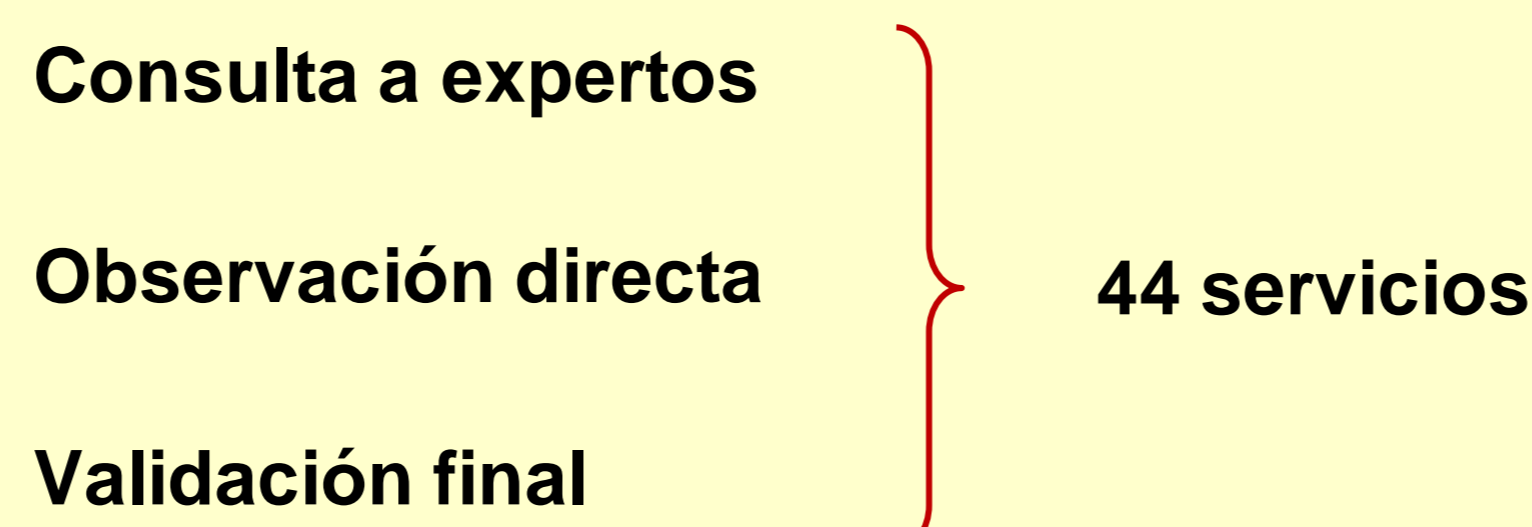 Consulta a expertos
Observación directa
44 servicios
Validación final